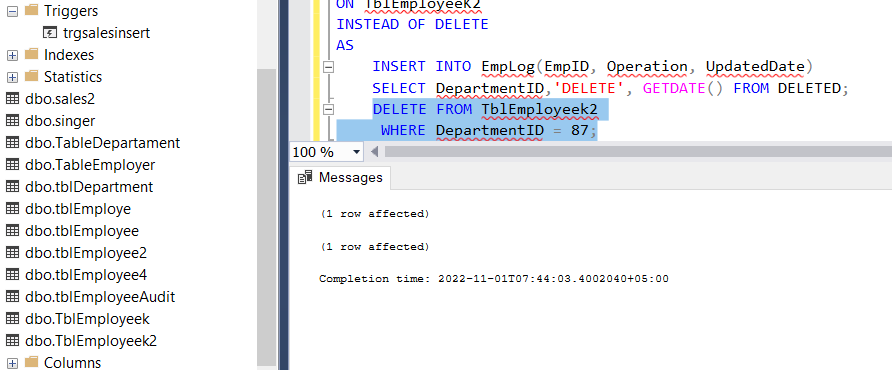 Triggers
trgsalesinsert
Indexes
Statistics
dbo.sales2
dbo.singer
dbo.TableDepartament
dbo.TableEmployer
dbo.tblDepartment
dbo.tblEmploye
dbo.tblEmployee
dbo.tblEmployee2
dbo.tblEmployee4
dbo.tblEmployeeAudit
dbo.TblEmployeek
dbo.TblEmployeek2
Columns
ON TblEmployeeK2
INSTEAD OF DELETE
AS
INSERT INTO EmpLog(EmpID, Operation, UpdatedDate)
SELECT DepartmentID,'DELETE', GETDATE() FROM DELETED;
DELETE FROM TblEmployeek2
WHERE DepartmentID = 87;
100 %
Messages
(1 row affected)
(1 row affected)
Completion time: 2022-11-01T07:44:03.4002040+05:00